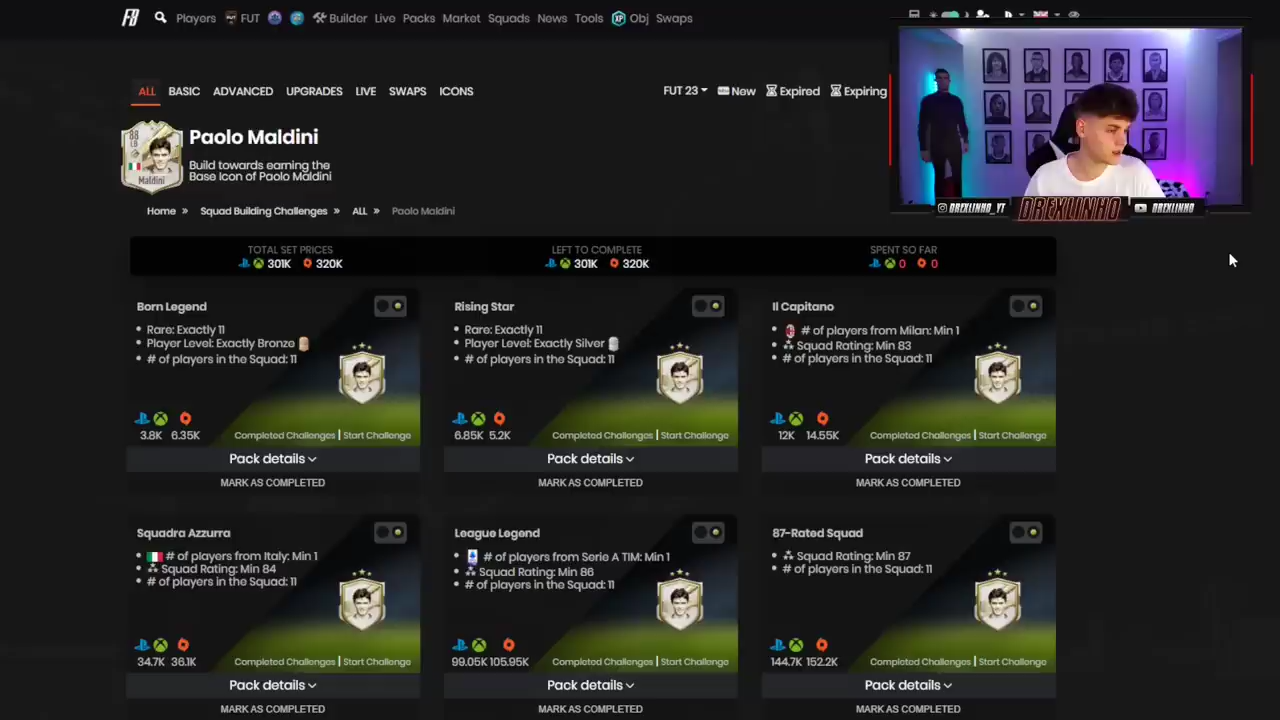 Players FUT Builder Live Packs Market Squads News Tools Obj Swaps
ALL BASIC ADVANCED UPGRADES LIVE SWAPS ICONS
FUT 23 New Expired Expiring
88
LB
Maldini
Paolo Maldini
Build towards earning the
Base Icon of Paolo Maldini
DREXLINHO_YT DREXLINHO DREXLINHO
Home » Squad Building Challenges » ALL » Paolo Maldini
TOTAL SET PRICES LEFT TO COMPLETE SPENT SO FAR
301K 320K 301K 320K 0 0
Born Legend
Rare: Exactly 11
Player Level: Exactly Bronze
# of players in the Squad: 11
3.8K 6.35K
Completed Challenges | Start Challenge
Pack details
MARK AS COMPLETED
Rising Star
Rare: Exactly 11
Player Level: Exactly Silver
# of players in the Squad: 11
6.85K 5.2K
Completed Challenges | Start Challenge
Pack details
MARK AS COMPLETED
Il Capitano
# of players from Milan: Min 1
Squad Rating: Min 83
# of players in the Squad: 11
12K 14.55K
Completed Challenges | Start Challenge
Pack details
MARK AS COMPLETED
Squadra Azzurra
# of players from Italy: Min 1
Squad Rating: Min 84
# of players in the Squad: 11
34.7K 36.1K
Completed Challenges | Start Challenge
Pack details
MARK AS COMPLETED
League Legend
# of players from Serie A TIM: Min 1
Squad Rating: Min 86
# of players in the Squad: 11
99.05K 105.95K
Completed Challenges | Start Challenge
Pack details
MARK AS COMPLETED
87-Rated Squad
Squad Rating: Min 87
# of players in the Squad: 11
144.7K 152.2K
Completed Challenges | Start Challenge
Pack details
MARK AS COMPLETED